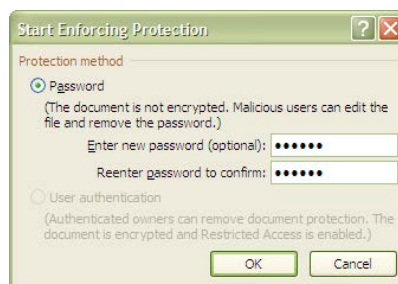 Start Enforcing Protection
Protection method
Password
(The document is not encrypted. Malicious users can edit the
file and remove the password.)
Enter new password (optional): ••••••
Reenter password to confirm: ••••••
User authentication
(Authenticated owners can remove document protection. The
document is encrypted and Restricted Access is enabled.)
OK Cancel